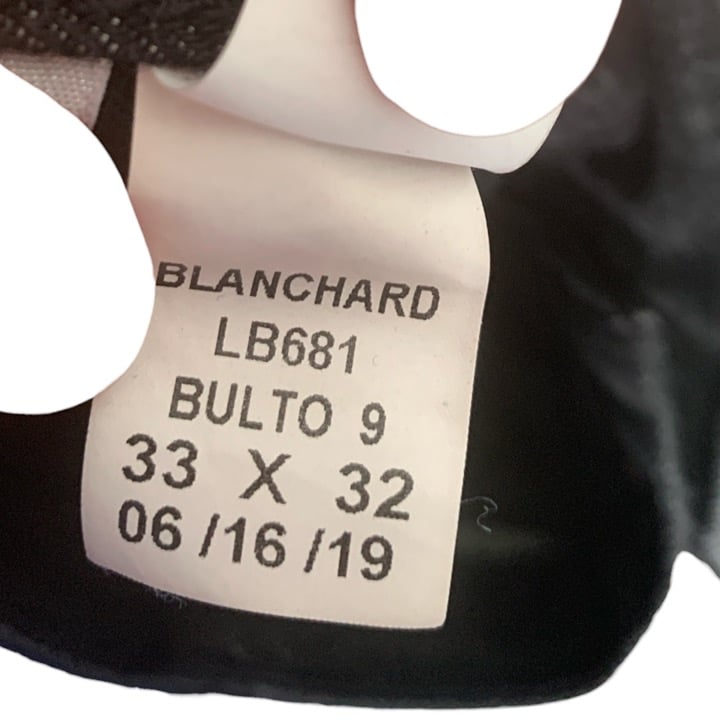 BLANCHARD
LB681
BULTO 9
33 X 32
06 /16 /19